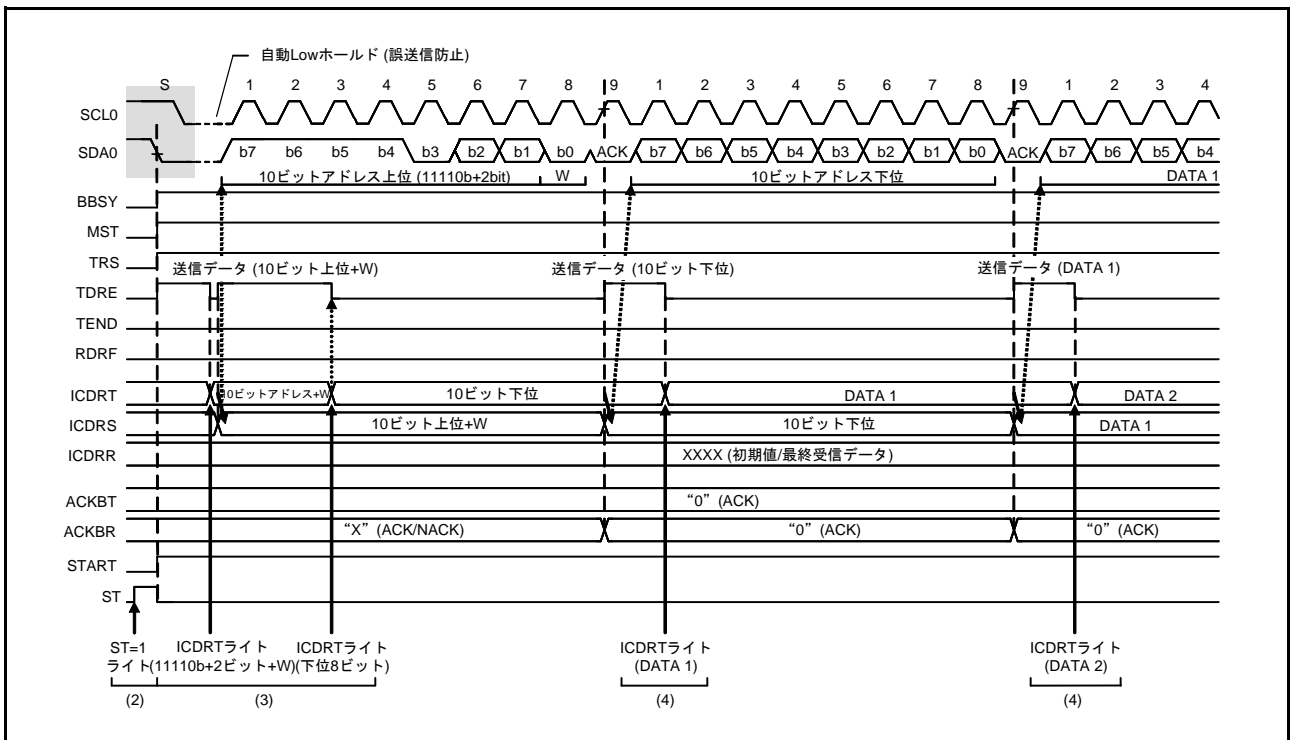 自動Lowホールド (誤送信防止)
S 1 2 3 4 5 6 7 8 9 1 2 3 4 5 6 7 8 9 1 2 3 4
SCL0
SDA0 b7 b6 b5 b4 b3 b2 b1 b0 ACK b7 b6 b5 b4 b3 b2 b1 b0 ACK b7 b6 b5 b4
10ビットアドレス上位 (11110b+2bit) W 10ビットアドレス下位 DATA 1
BBSY
MST
TRS
送信データ (10ビット上位+W) 送信データ (10ビット下位) 送信データ (DATA 1)
TDRE
TEND
RDRF
ICDRT 10ビットアドレス+W 10ビット下位 DATA 1 DATA 2
ICDRS 10ビット上位+W 10ビット下位 DATA 1
ICDRR XXXX (初期値/最終受信データ)
ACKBT “0” (ACK)
ACKBR “X” (ACK/NACK) “0” (ACK) “0” (ACK)
START
ST
ST=1 ICDRTライト ICDRTライト ICDRTライト ICDRTライト
ライト(11110b+2ビット+W)(下位8ビット) (DATA 1) (DATA 2)
(2) (3) (4) (4)